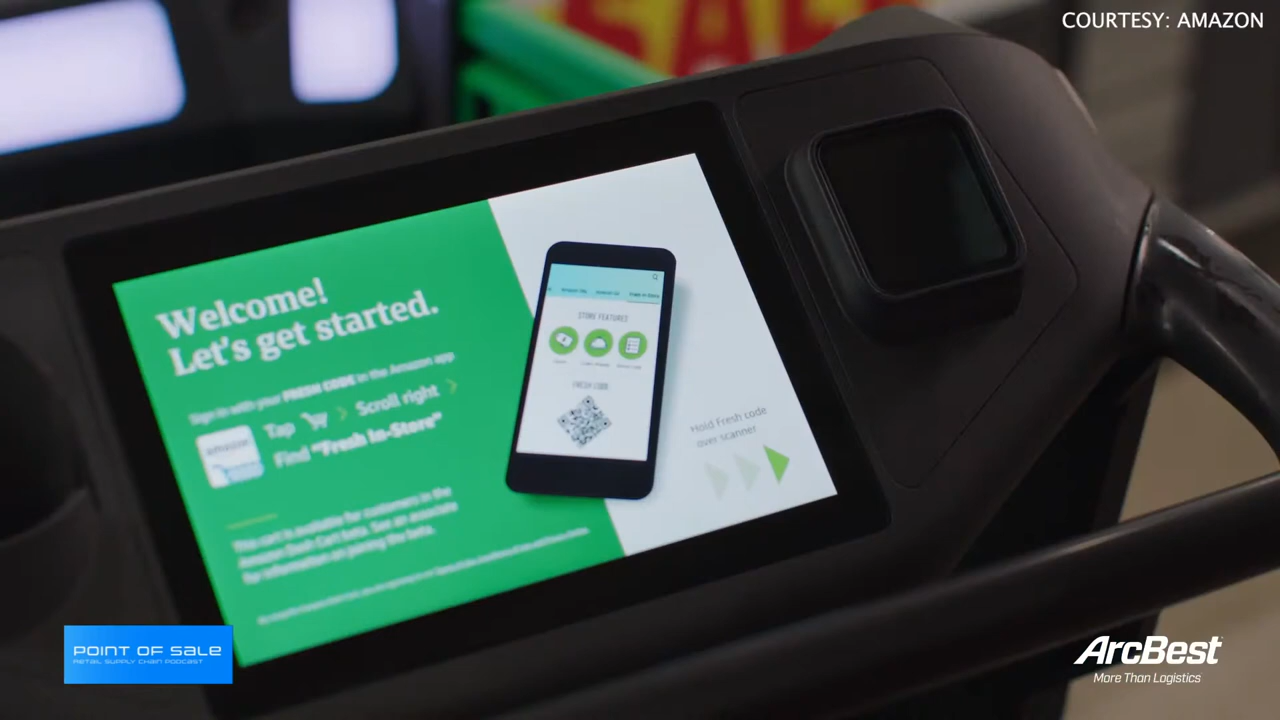 COURTESY: AMAZON
SALE
Welcome!
Let's get started.
Sign in with your FRESH CODE in the Amazon app
amazon
Tap > Scroll right >
Find "Fresh In-Store"
This cart is available for customers in the
Amazon Dash Cart beta. See an associate
for information on joining the beta.
STORE FEATURES
FRESH CODE
Hold Fresh code
over scanner
POINT OF SALE
RETAIL SUPPLY CHAIN PODCAST
ArcBest
More Than Logistics